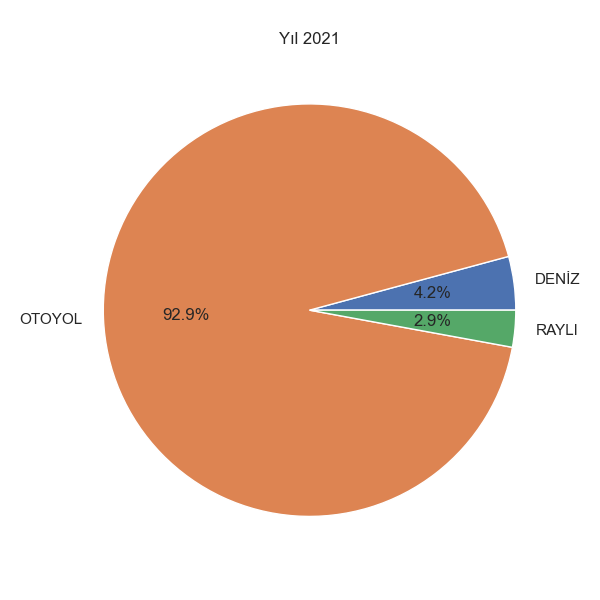 Yıl 2021
DENİZ
4.2%
92.9%
OTOYOL
2.9%
RAYLI